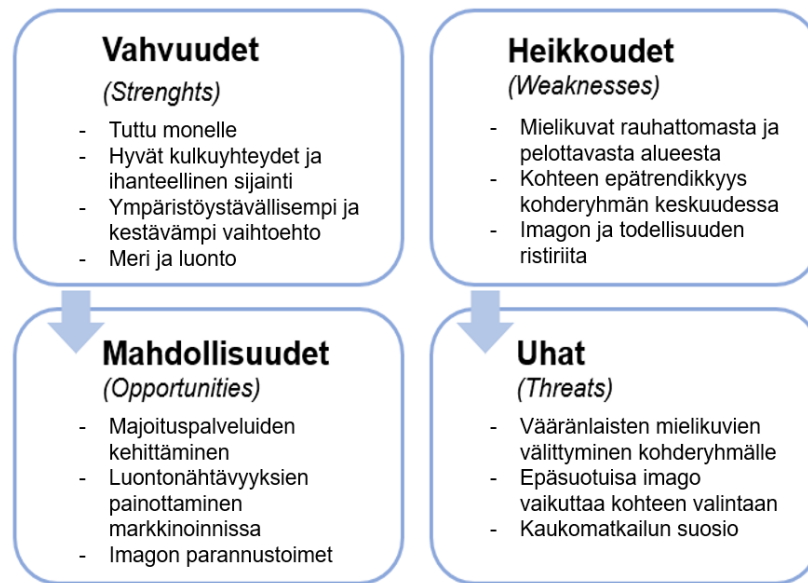 Vahvuudet
(Strenghts)
- Tuttu monelle
- Hyvät kulkuyhteydet ja
ihanteellinen sijainti
- Ympäristöystävällisempi ja
kestävämpi vaihtoehto
- Meri ja luonto
Heikkoudet
(Weaknesses)
- Mielikuvat rauhattomasta ja
pelottavasta alueesta
- Kohteen epätrendikkyys
kohderyhmän keskuudessa
- Imagon ja todellisuuden
ristiriita
Mahdollisuudet
(Opportunities)
- Majoituspalveluiden
kehittäminen
- Luontonähtävyyksien
painottaminen
markkinoinnissa
- Imagon parannustoimet
Uhat
(Threats)
- Vääränlaisten mielikuvien
välittyminen kohderyhmälle
- Epäsuotuisa imago
vaikuttaa kohteen valintaan
- Kaukomatkailun suosio